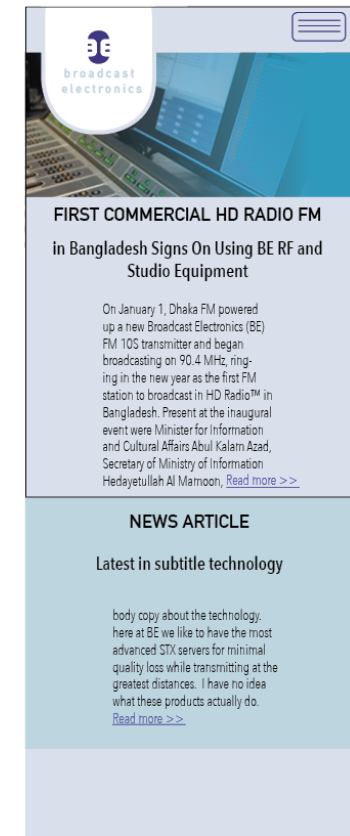 broadcast
electronics
FIRST COMMERCIAL HD RADIO FM
in Bangladesh Signs On Using BE RF and
Studio Equipment
On January 1, Dhaka FM powered
up a new Broadcast Electronics (BE)
FM 10S transmitter and began
broadcasting on 90.4 MHz, ring-
ing in the new year as the first FM
station to broadcast in HD Radio™ in
Bangladesh. Present at the inaugural
event were Minister for Information
and Cultural Affairs Abul Kalam Azad,
Secretary of Ministry of Information
Hedayetullah Al Mamoon, Read more >>
NEWS ARTICLE
Latest in subtitle technology
body copy about the technology.
here at BE we like to have the most
advanced STX servers for minimal
quality loss while transmitting at the
greatest distances. I have no idea
what these products actually do.
Read more >>